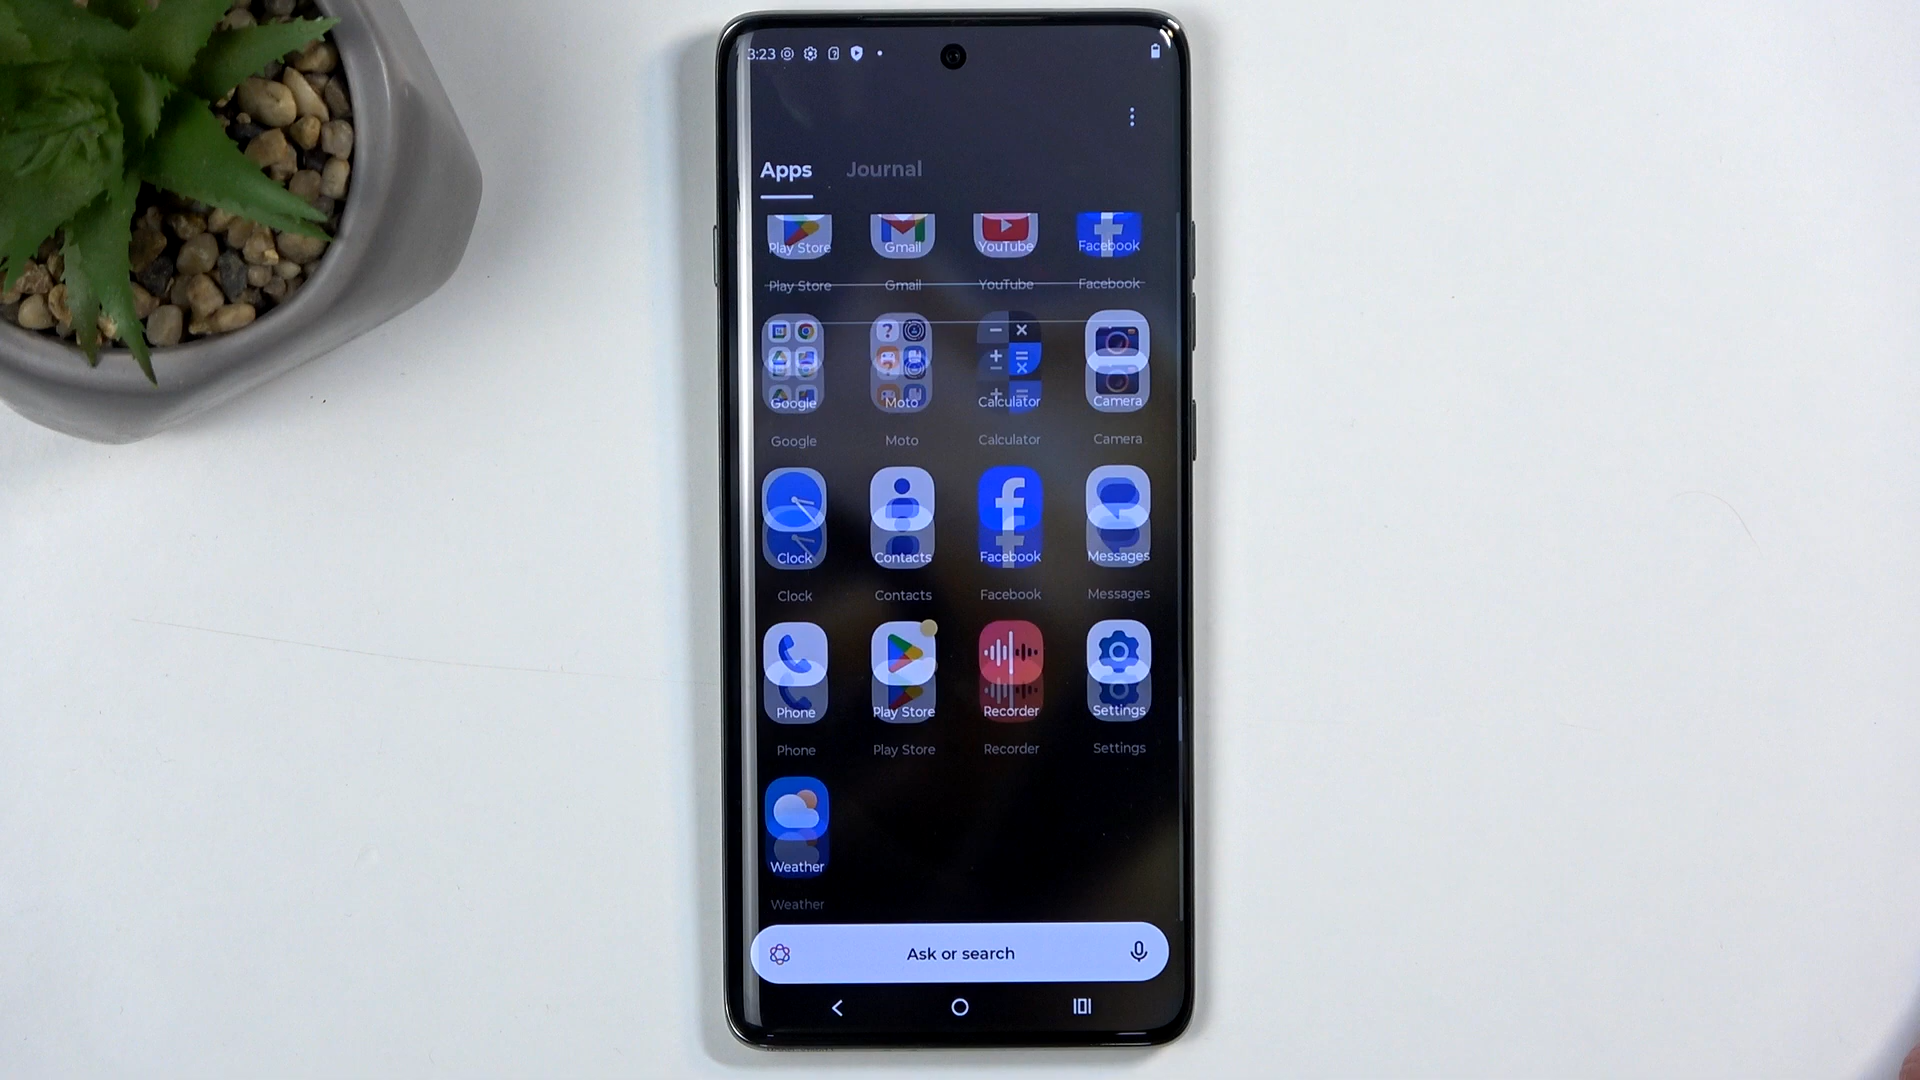 3:23
Apps Journal
Play Store Gmail YouTube Facebook
Play Store Gmail YouTube Facebook
Google Moto Calculator Camera
Google Moto Calculator Camera
Clock Contacts Facebook Messages
Clock Contacts Facebook Messages
Phone Play Store Recorder Settings
Phone Play Store Recorder Settings
Weather
Weather
Ask or search